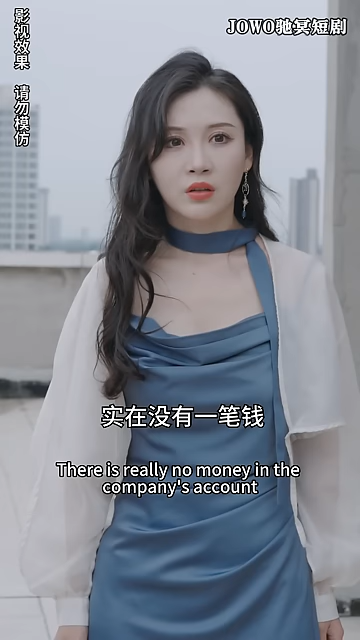 JOWO驰冥短剧
影视效果 请勿模仿
实在没有一笔钱
There is really no money in the
company's account